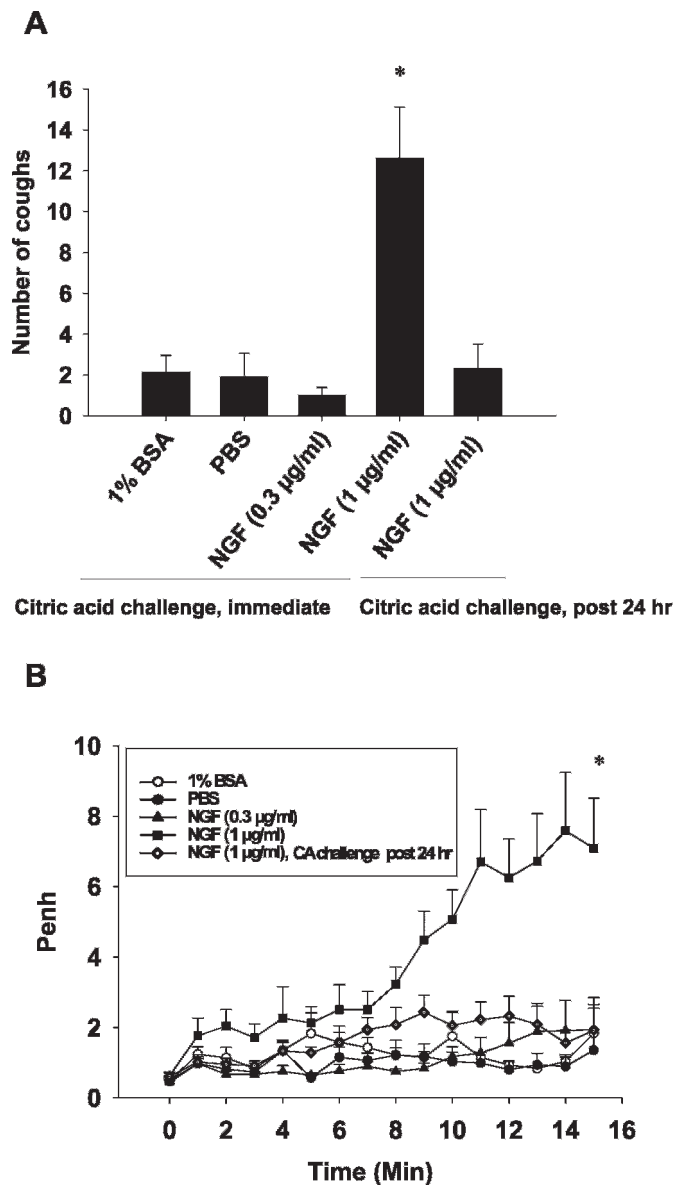 A
16
14
12
10
8
6
4
2
0
Number of coughs
*
1% BSA
PBS
NGF (0.3 µg/ml)
NGF (1 µg/ml)
NGF (1 µg/ml)
Citric acid challenge, immediate
Citric acid challenge, post 24 hr
B
10
8
6
4
2
0
Penh
1% BSA
PBS
NGF (0.3 µg/ml)
NGF (1 µg/ml)
NGF (1 µg/ml), CA challenge post 24 hr
*
0 2 4 6 8 10 12 14 16
Time (Min)